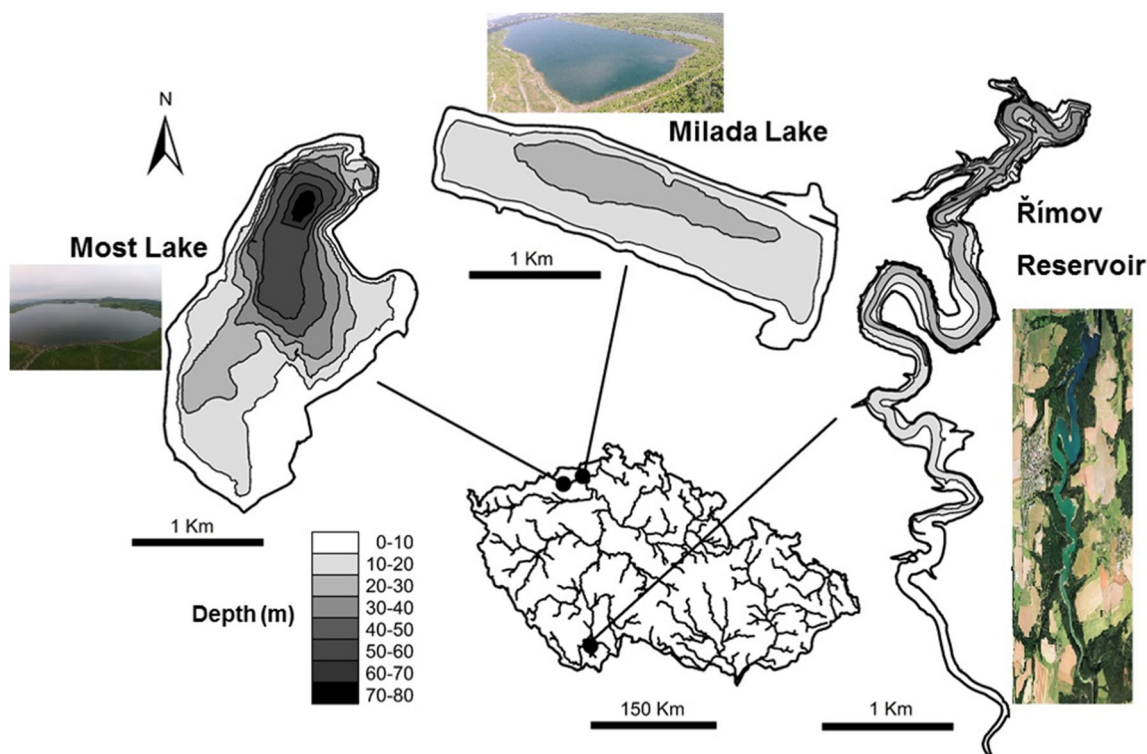 N
Milada Lake
Most Lake
Římov
Reservoir
1 Km
1 Km
Depth (m)
0-10
10-20
20-30
30-40
40-50
50-60
60-70
70-80
150 Km
1 Km